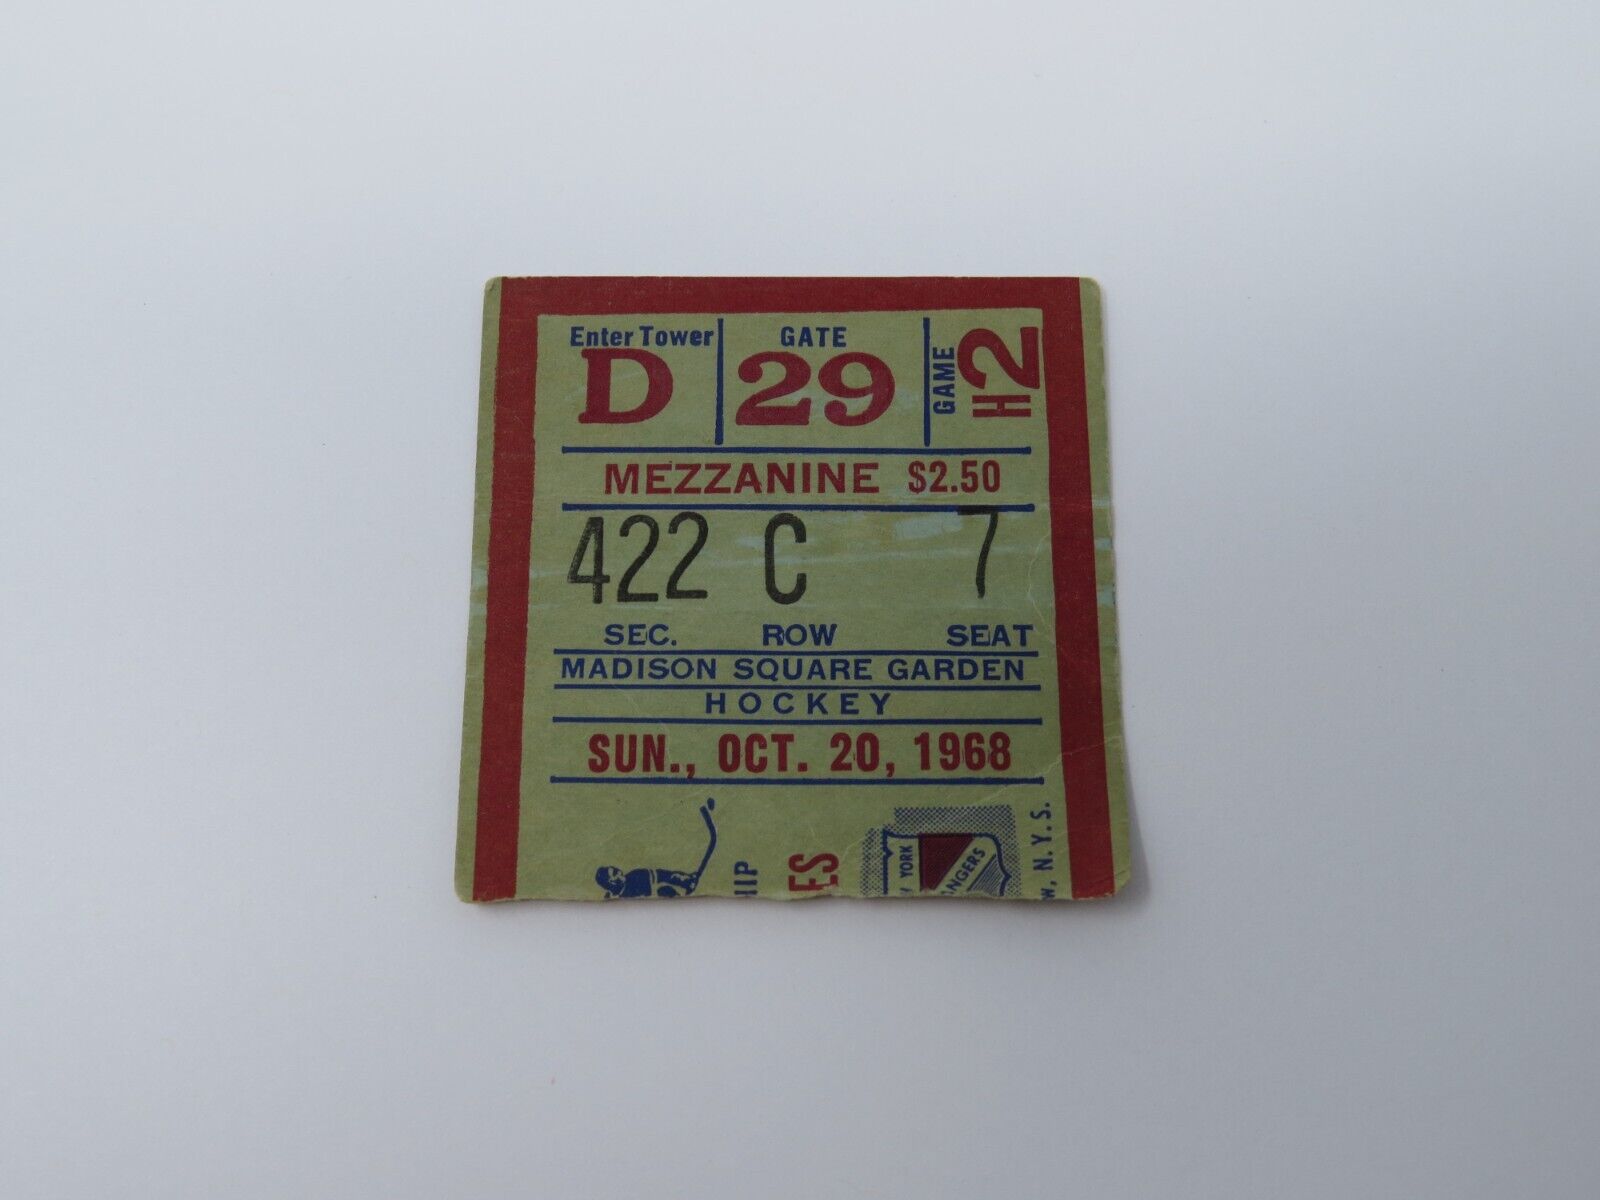 Enter Tower GATE GAME
D 29 H2
MEZZANINE $2.50
422 C 7
SEC. ROW SEAT
MADISON SQUARE GARDEN
HOCKEY
SUN., OCT. 20, 1968
YORK